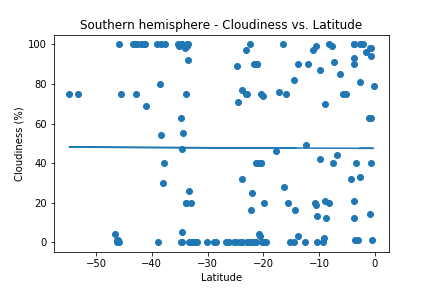 Southern hemisphere - Cloudiness vs. Latitude
100
80
60
40
20
0
Cloudiness (%)
−50 −40 −30 −20 −10 0
Latitude